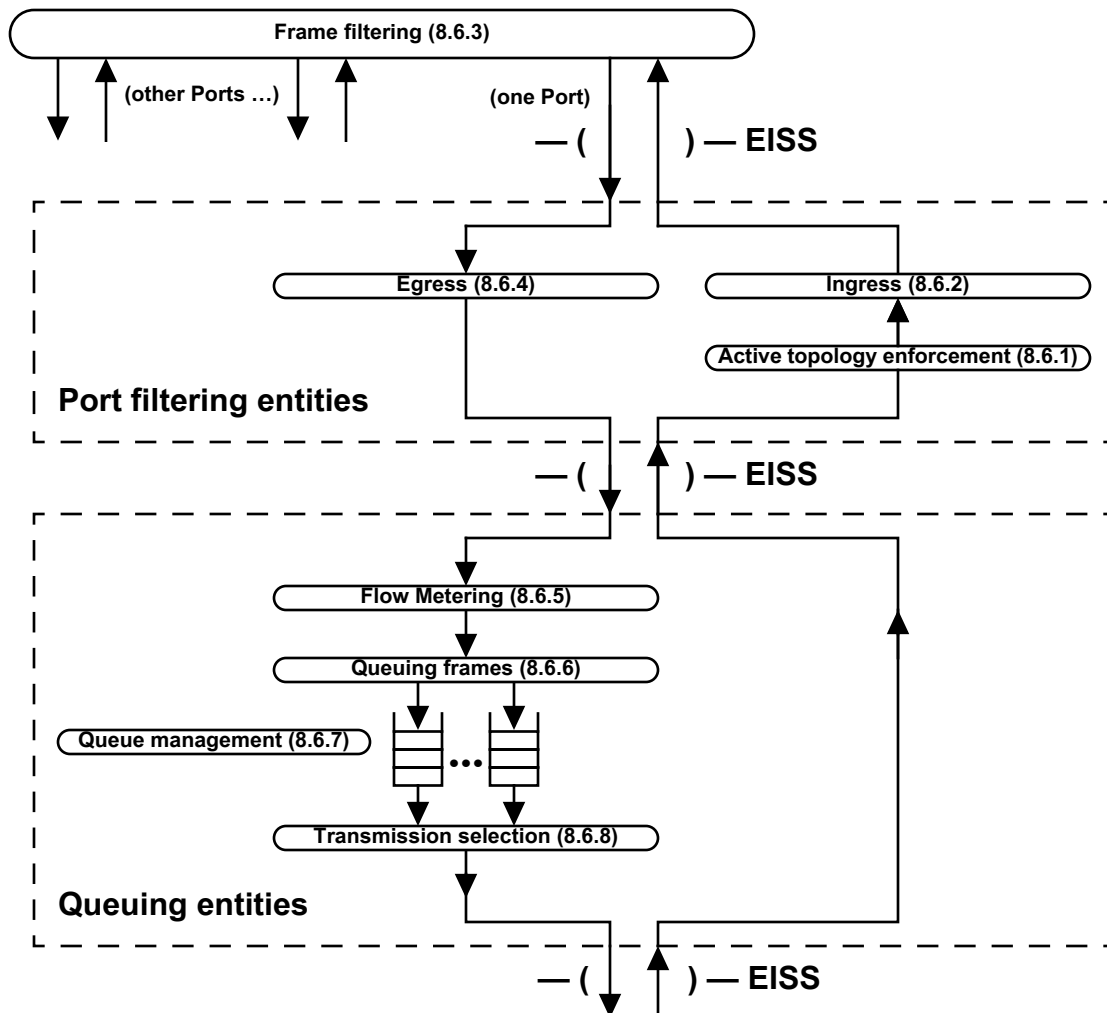 Frame filtering (8.6.3)
(other Ports ...)
(one Port)
— ( ) — EISS
Egress (8.6.4)
Ingress (8.6.2)
Active topology enforcement (8.6.1)
Port filtering entities
— ( ) — EISS
Flow Metering (8.6.5)
Queuing frames (8.6.6)
Queue management (8.6.7)
...
Transmission selection (8.6.8)
Queuing entities
— ( ) — EISS